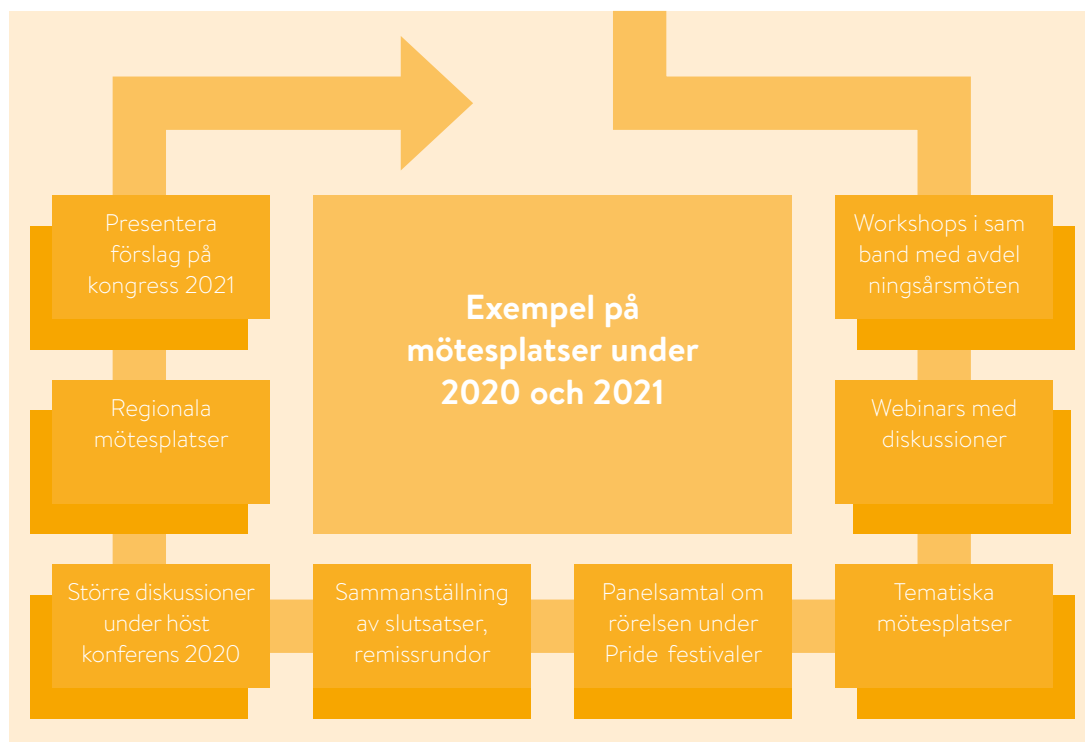 Exempel på
mötesplatser under
2020 och 2021
Workshops i sam
band med avdel
ningsårsmöten
Webinars med
diskussioner
Tematiska
mötesplatser
Panelsamtal om
rörelsen under
Pride festivaler
Sammanställning
av slutsatser,
remissrundor
Större diskussioner
under höst
konferens 2020
Regionala
mötesplatser
Presentera
förslag på
kongress 2021